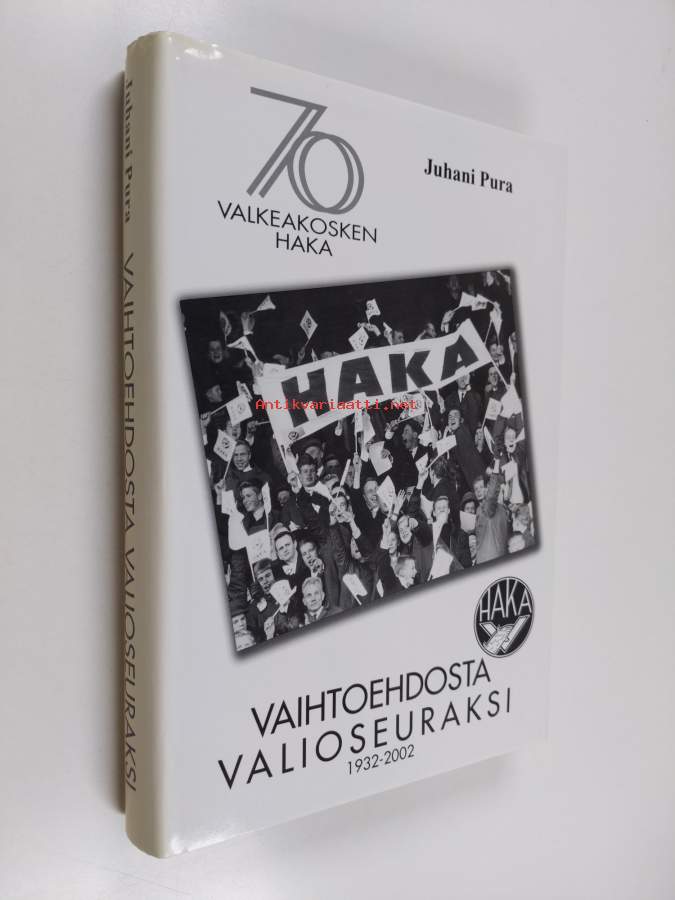 Juhani Pura VAIHTOEHDOSTA VALIOSEURAKSI
70
VALKEAKOSKEN
HAKA
Juhani Pura
HAKA
Antikvariaatti.net
HAKA
VAIHTOEHDOSTA
VALIOSEURAKSI
1932-2002